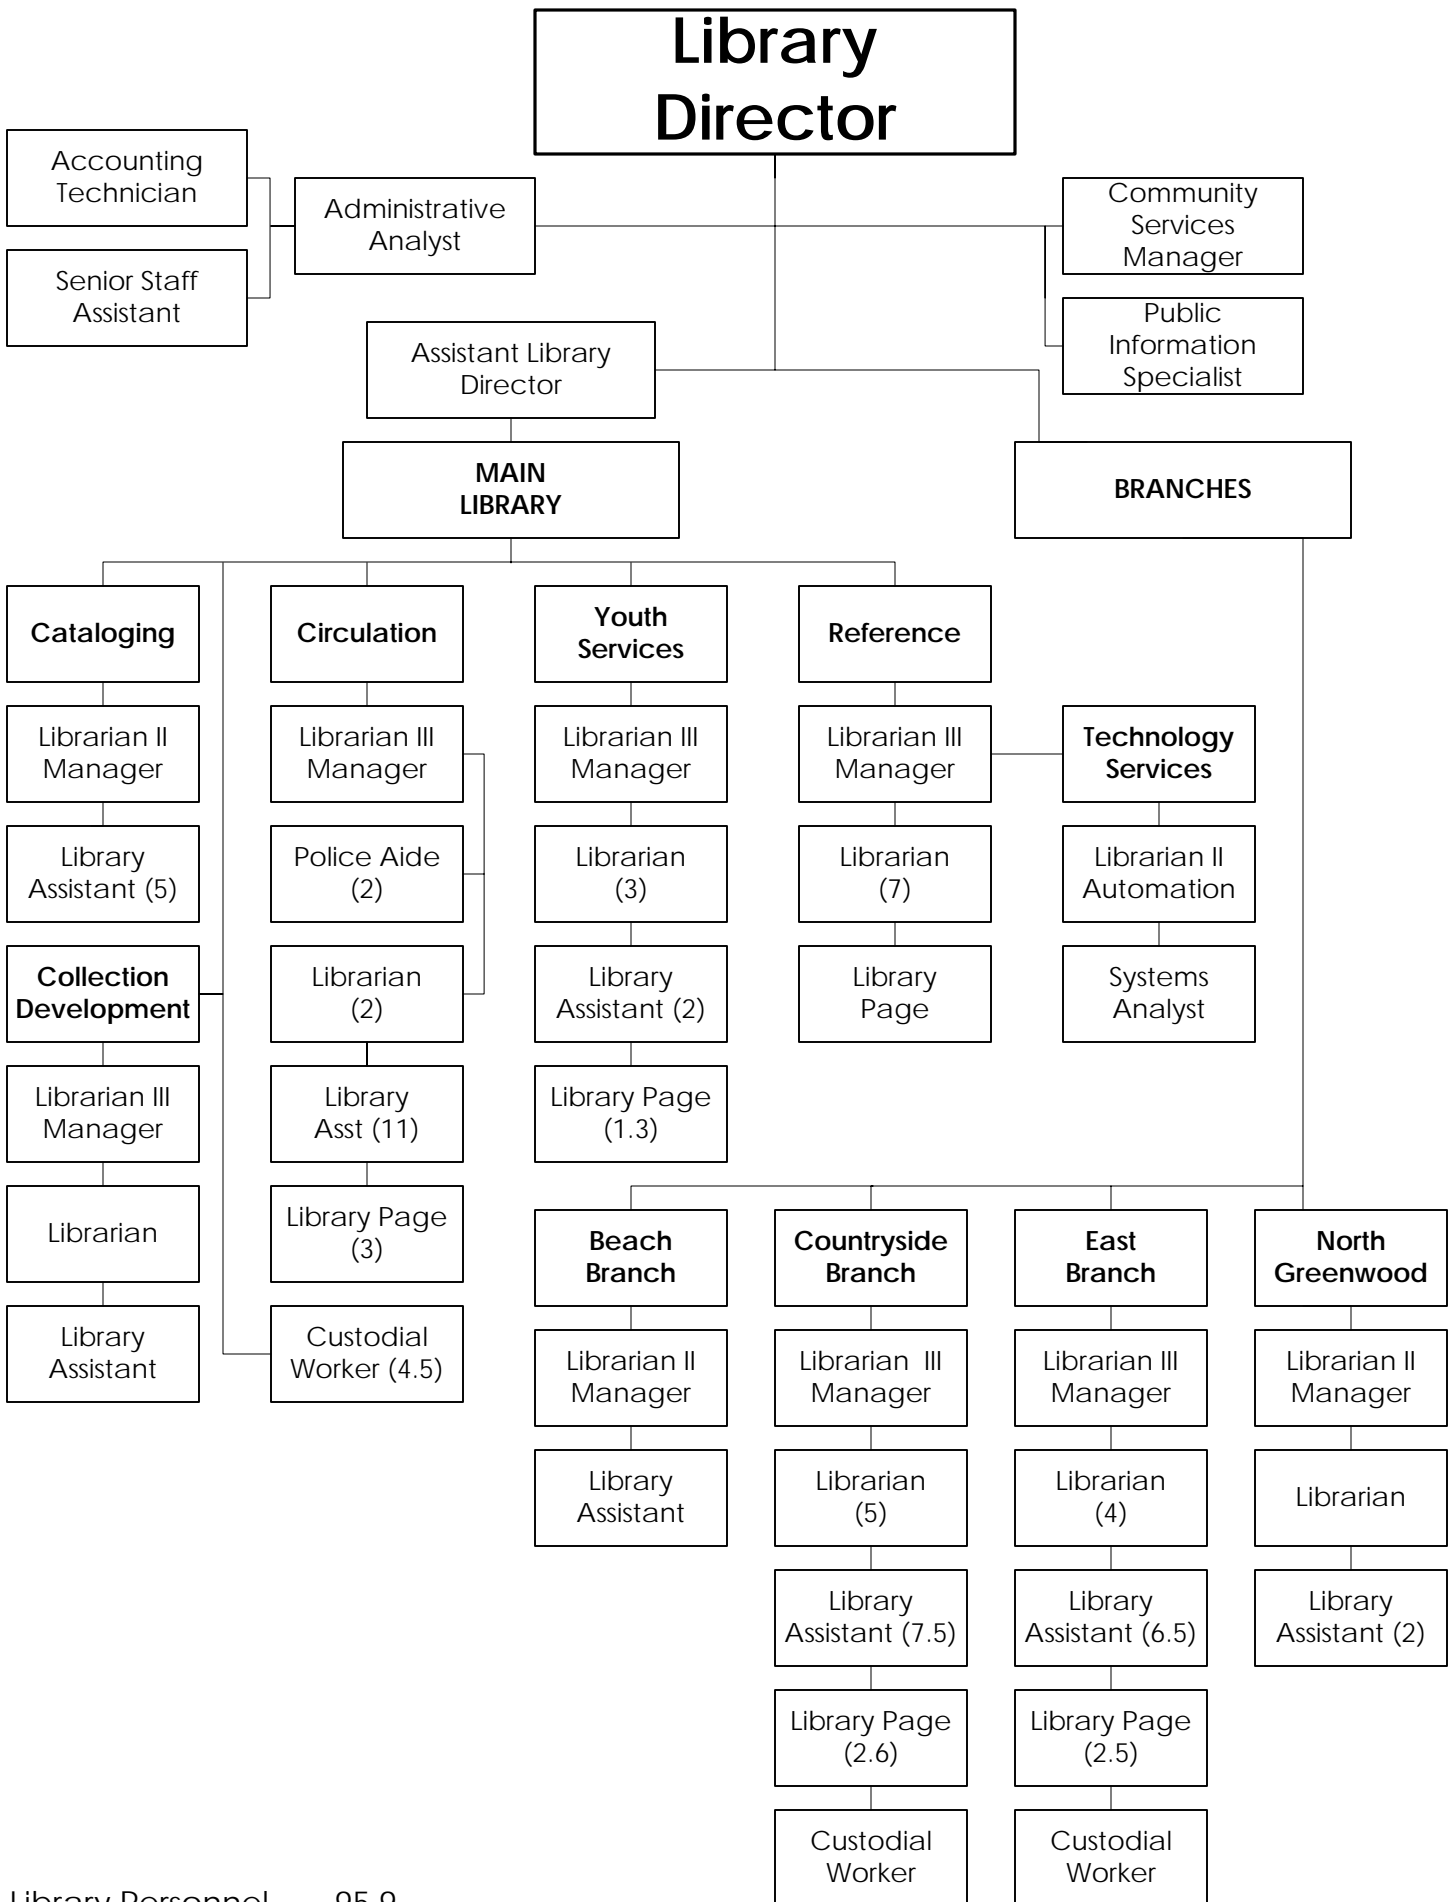 Library
Director
Accounting
Technician
Administrative
Analyst
Senior Staff
Assistant
Community
Services
Manager
Public
Information
Specialist
Assistant Library
Director
MAIN
LIBRARY
BRANCHES
Cataloging
Librarian II
Manager
Library
Assistant (5)
Collection
Development
Librarian III
Manager
Librarian
Library
Assistant
Circulation
Librarian III
Manager
Police Aide
(2)
Librarian
(2)
Library
Asst (11)
Library Page
(3)
Custodial
Worker (4.5)
Youth
Services
Librarian III
Manager
Librarian
(3)
Library
Assistant (2)
Library Page
(1.3)
Reference
Librarian III
Manager
Librarian
(7)
Library
Page
Technology
Services
Librarian II
Automation
Systems
Analyst
Beach
Branch
Librarian II
Manager
Library
Assistant
Countryside
Branch
Librarian III
Manager
Librarian
(5)
Library
Assistant (7.5)
Library Page
(2.6)
Custodial
Worker
East
Branch
Librarian III
Manager
Librarian
(4)
Library
Assistant (6.5)
Library Page
(2.5)
Custodial
Worker
North
Greenwood
Librarian II
Manager
Librarian
Library
Assistant (2)
Library Personnel 95.9